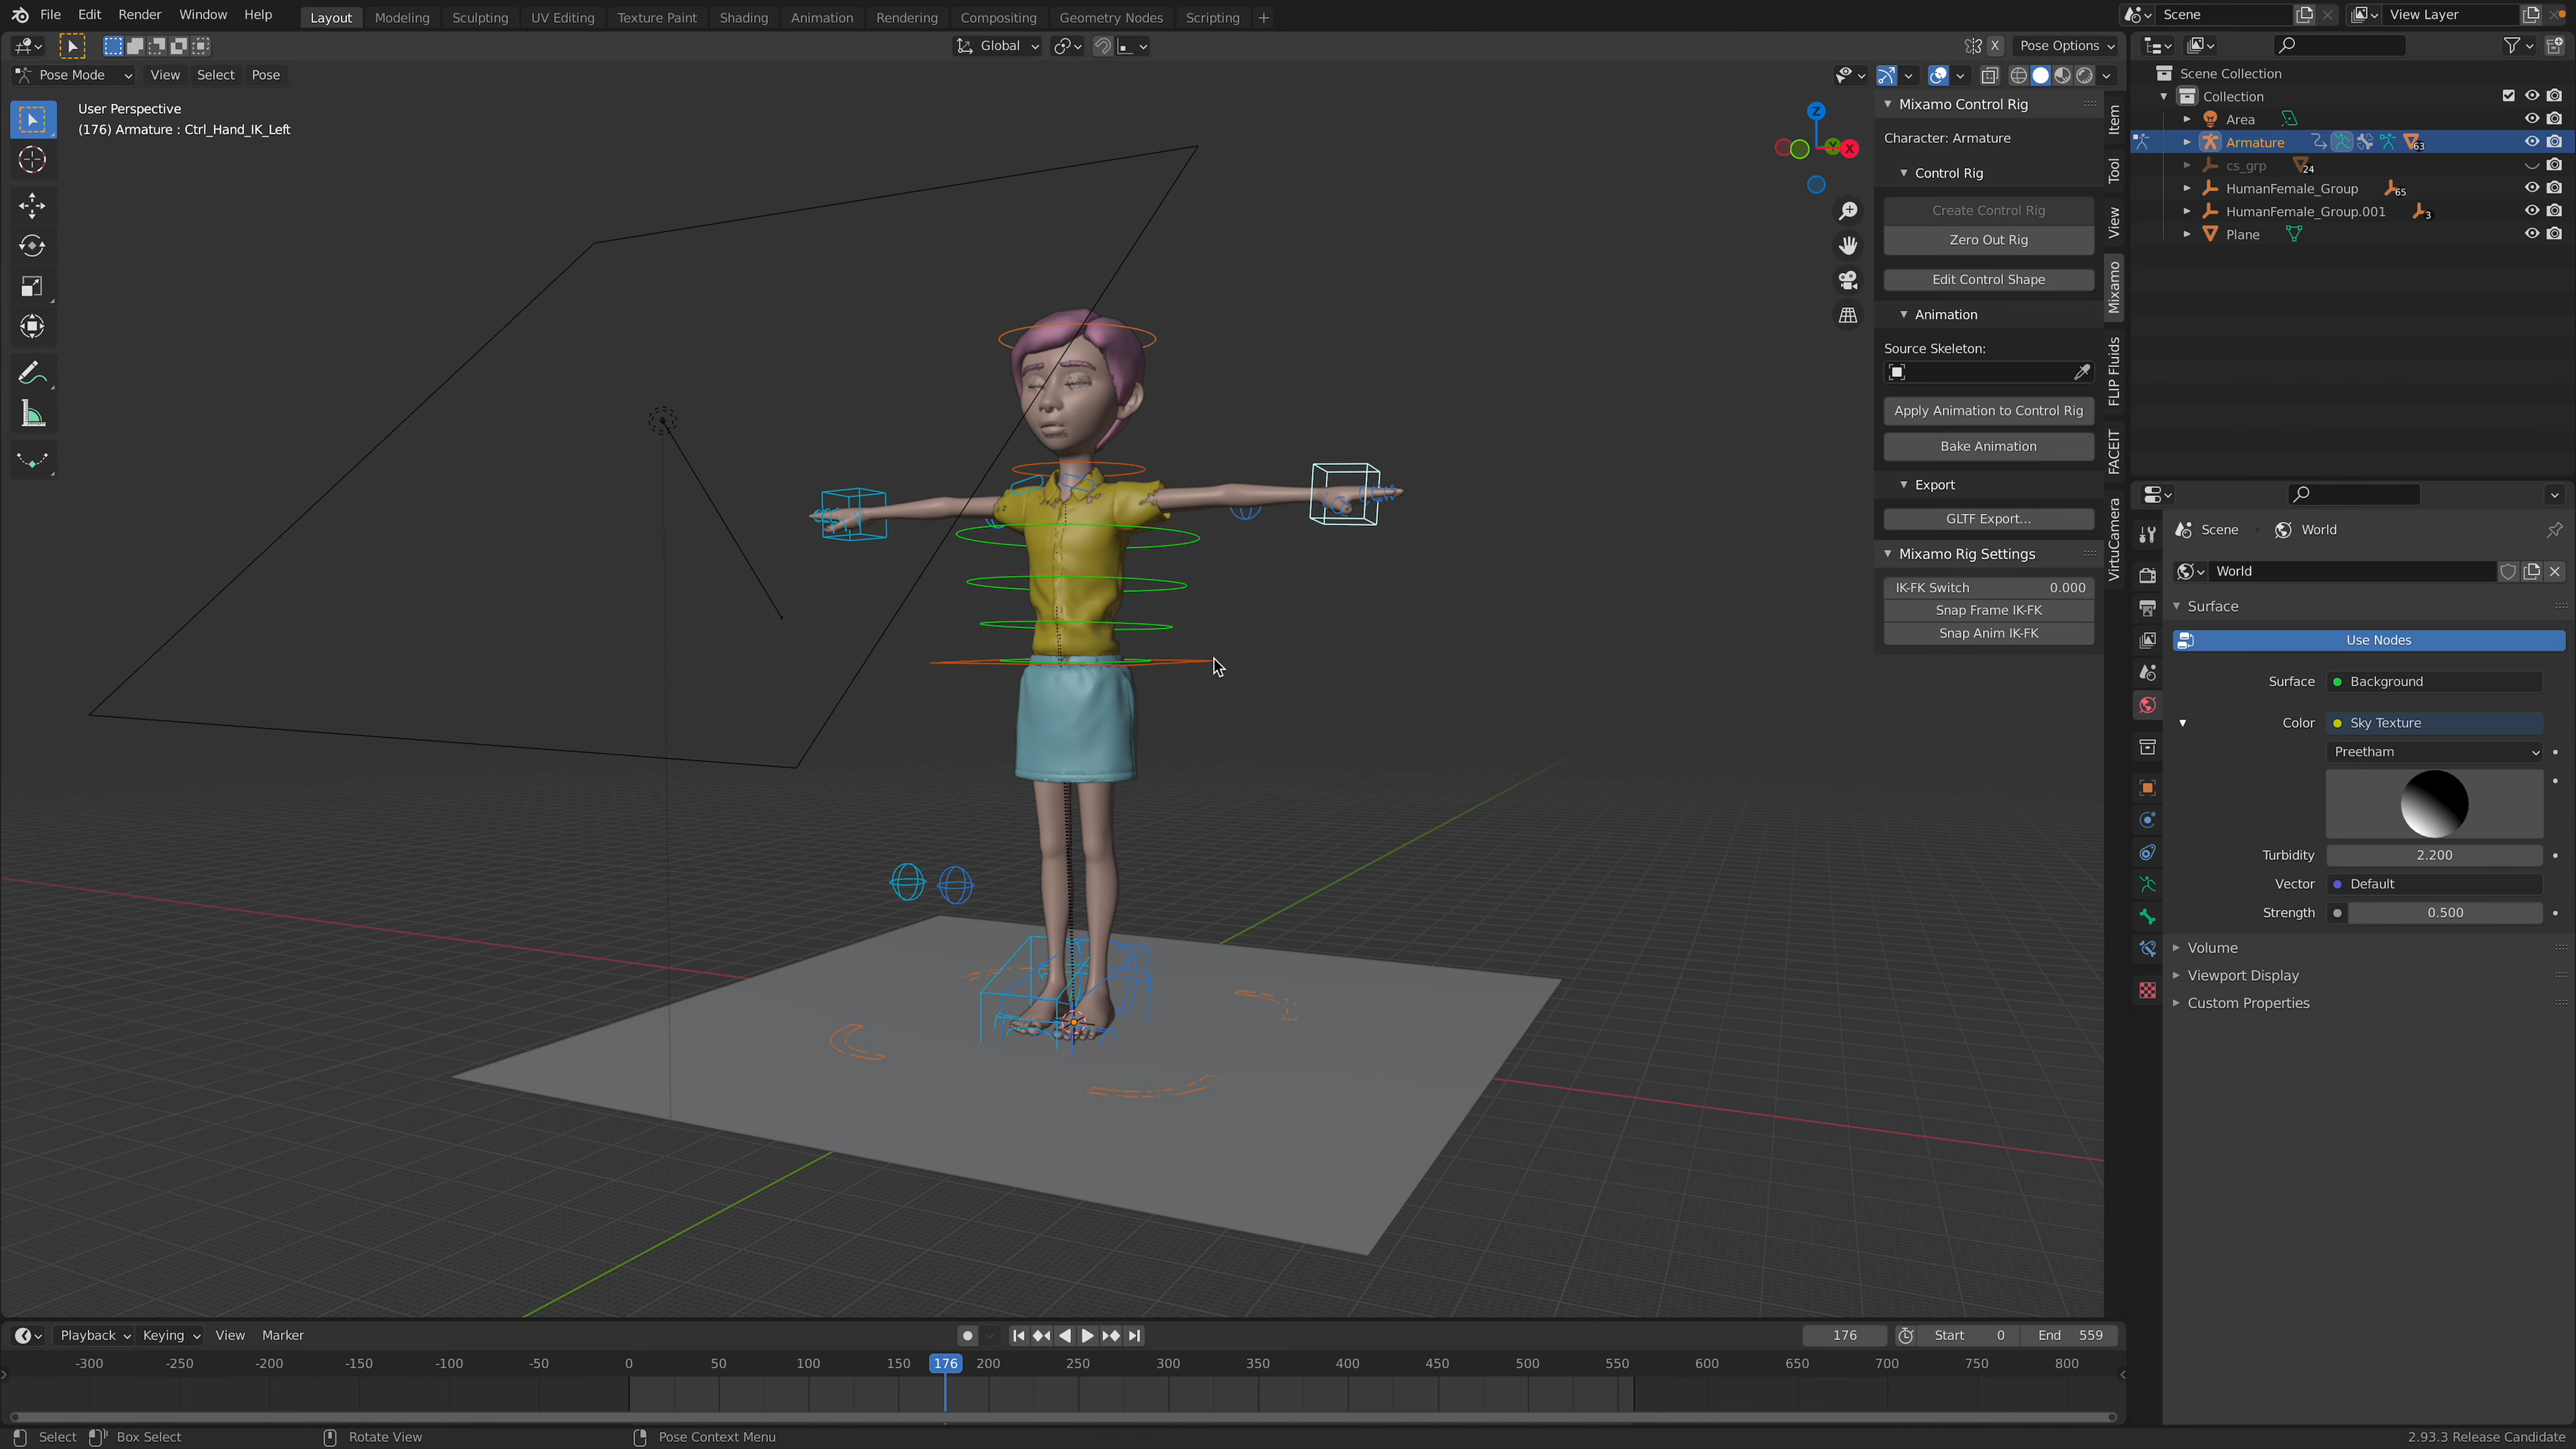 File Edit Render Window Help Layout Modeling Sculpting UV Editing Texture Paint Shading Animation Rendering Compositing Geometry Nodes Scripting + Scene View Layer
Global X Pose Options
Pose Mode View Select Pose
User Perspective
(176) Armature : Ctrl_Hand_IK_Left
Z
Y
X
Mixamo Control Rig
Character: Armature
Control Rig
Create Control Rig
Zero Out Rig
Edit Control Shape
Animation
Source Skeleton:
Apply Animation to Control Rig
Bake Animation
Export
GLTF Export...
Mixamo Rig Settings
IK-FK Switch 0.000
Snap Frame IK-FK
Snap Anim IK-FK
Item
Tool
View
Mixamo
FLIP Fluids
FACEIT
VirtuCamera
Scene Collection
Collection
Area
Armature 63
cs_grp 24
HumanFemale_Group 65
HumanFemale_Group.001 3
Plane
Scene World
World
Surface
Use Nodes
Surface Background
Color Sky Texture
Preetham
Turbidity 2.200
Vector Default
Strength 0.500
Volume
Viewport Display
Custom Properties
Playback Keying View Marker 176 Start 0 End 559
-300 -250 -200 -150 -100 -50 0 50 100 150 176 200 250 300 350 400 450 500 550 600 650 700 750 800
Select Box Select Rotate View Pose Context Menu 2.93.3 Release Candidate